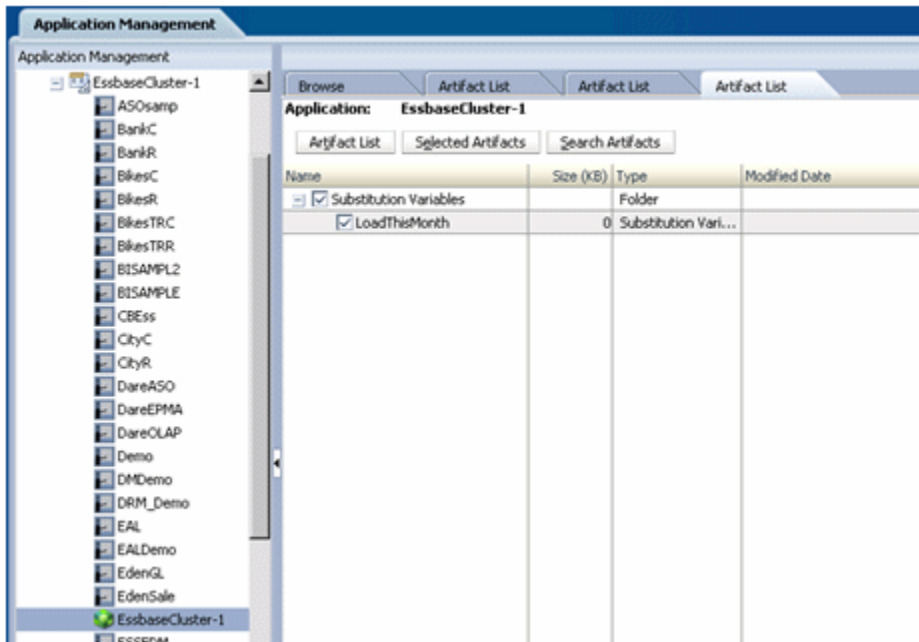 Application Management
Application Management
EssbaseCluster-1
ASOsamp
BankC
BankR
BikesC
BikesR
BikesTRC
BikesTRR
BISAMPL2
BISAMPLE
CBEss
CityC
CityR
DareASO
DareEPMA
DareOLAP
Demo
DMDemo
DRM_Demo
EAL
EALDemo
EdenGL
EdenSale
EssbaseCluster-1
ESSEDM
Browse Artifact List Artifact List Artifact List
Application: EssbaseCluster-1
Artifact List Selected Artifacts Search Artifacts
Name Size (KB) Type Modified Date
Substitution Variables Folder
LoadThisMonth 0 Substitution Vari...